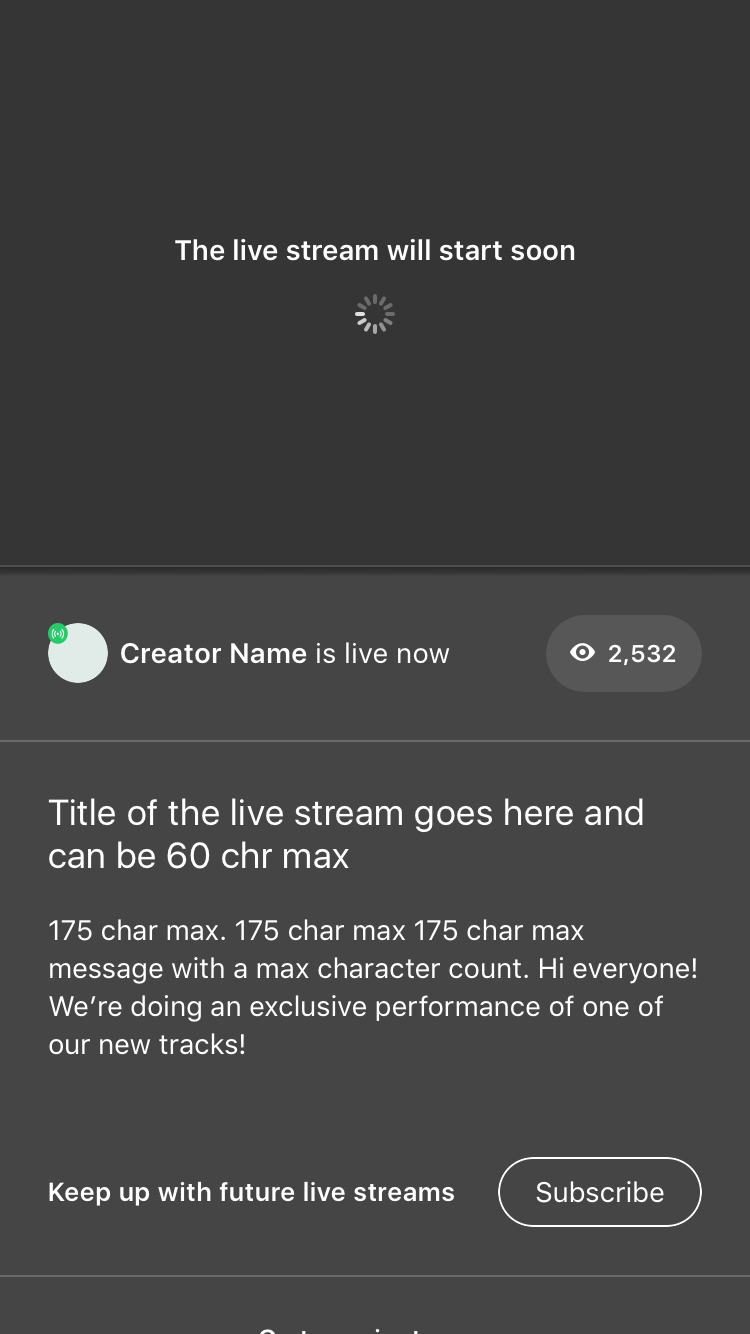 The live stream will start soon
Creator Name is live now
2,532
Title of the live stream goes here and
can be 60 chr max
175 char max. 175 char max 175 char max
message with a max character count. Hi everyone!
We’re doing an exclusive performance of one of
our new tracks!
Keep up with future live streams
Subscribe